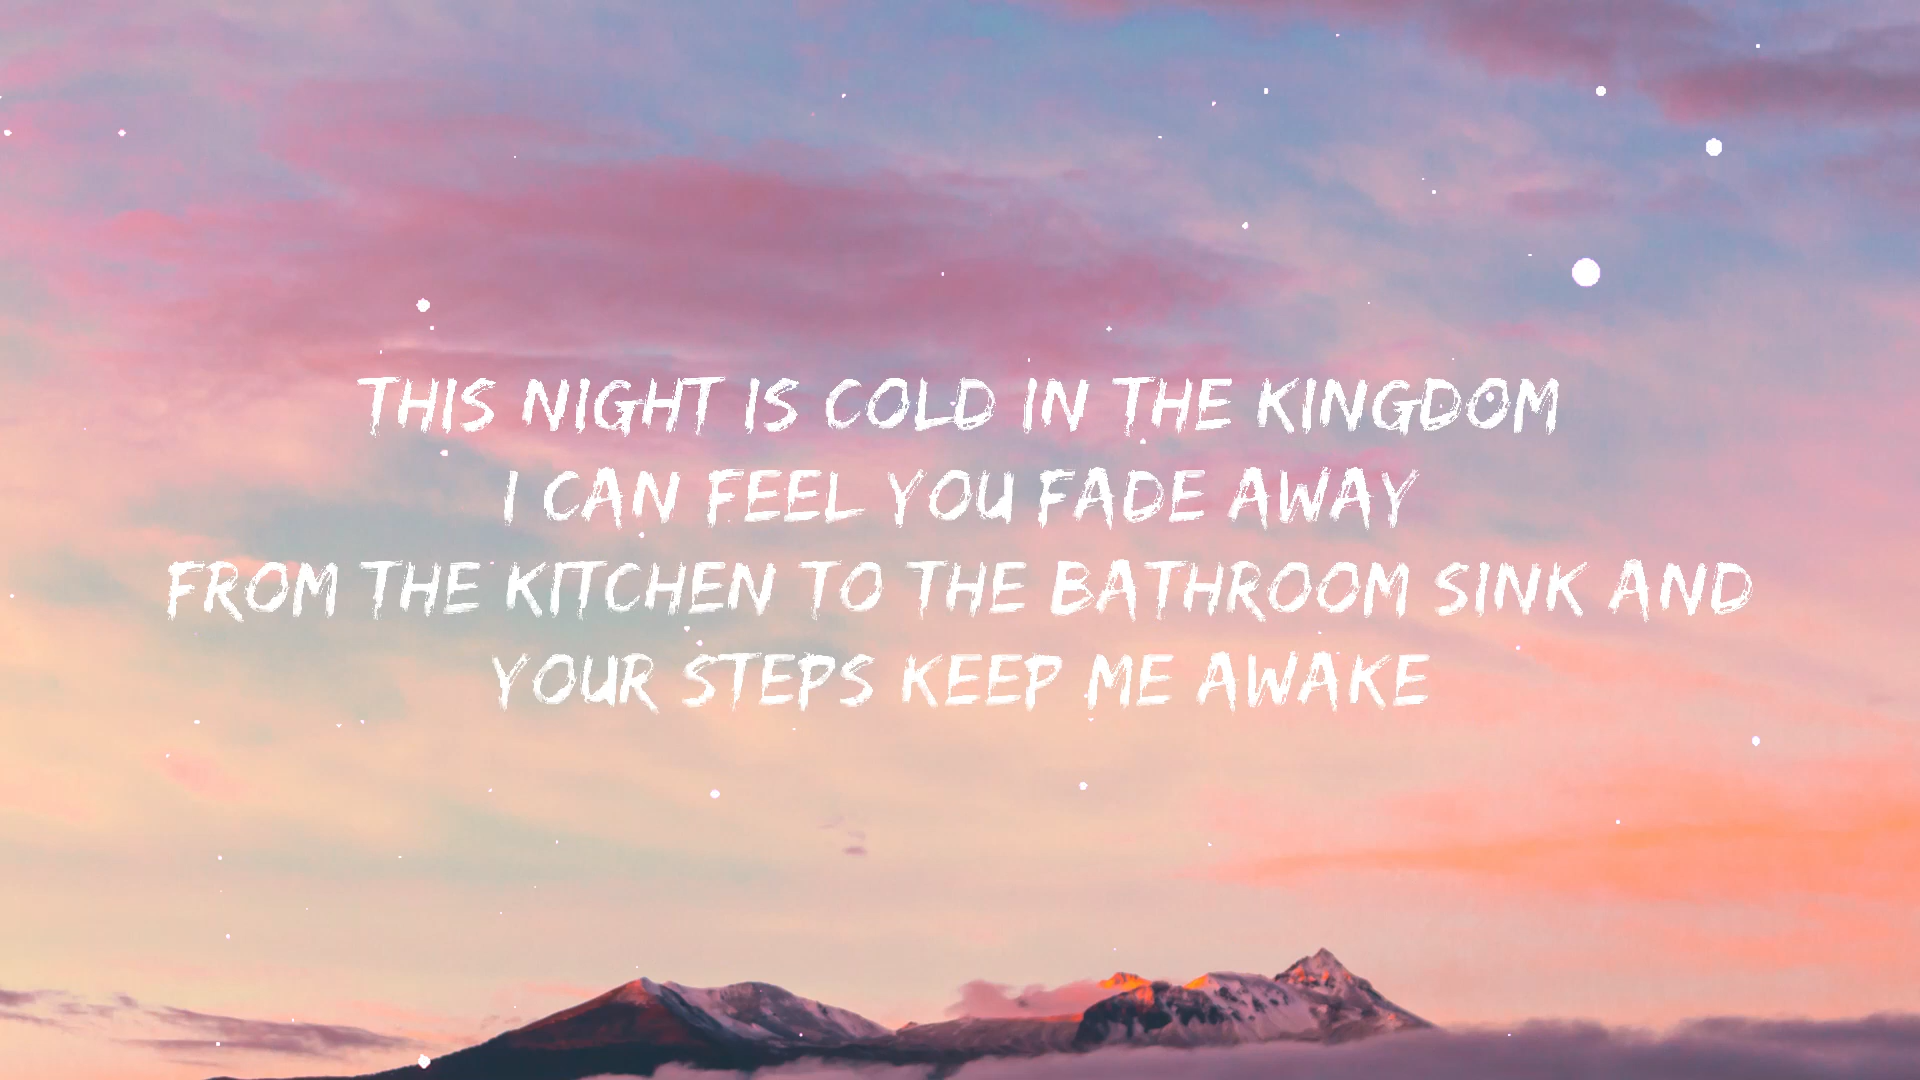 THIS NIGHT IS COLD IN THE KINGDOM
I CAN FEEL YOU FADE AWAY
FROM THE KITCHEN TO THE BATHROOM SINK AND
YOUR STEPS KEEP ME AWAKE